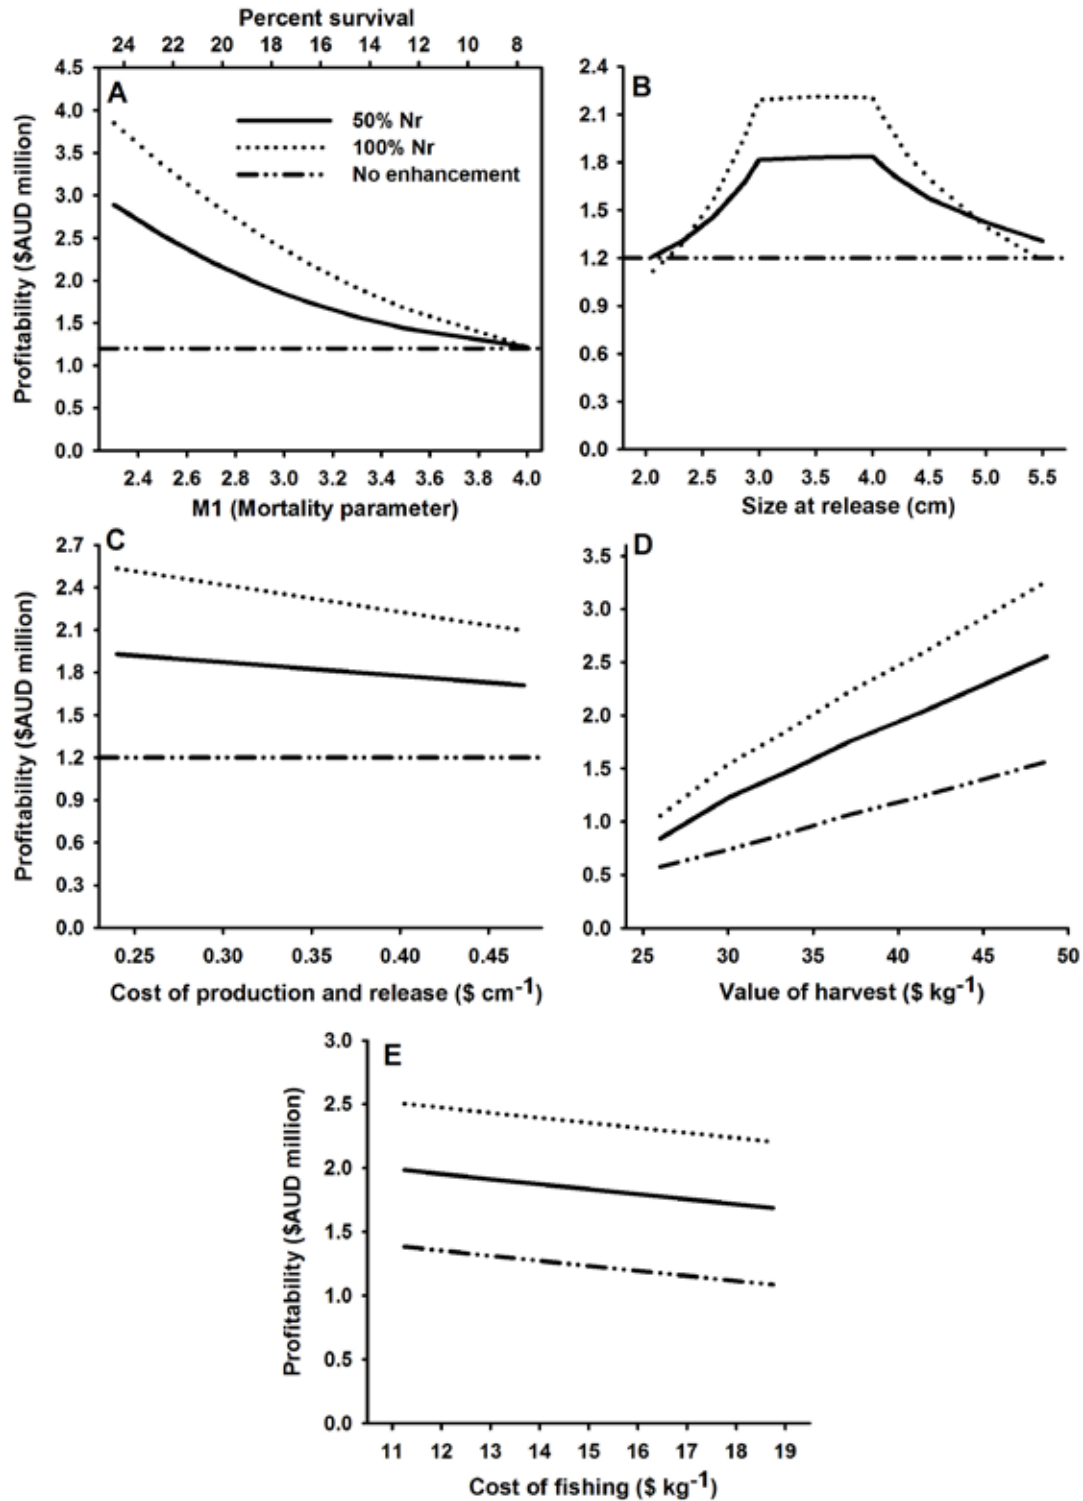 Percent survival
24 22 20 18 16 14 12 10 8
A
Profitability ($AUD million)
4.5
4.0
3.5
3.0
2.5
2.0
1.5
1.0
0.5
0.0
50% Nr
100% Nr
No enhancement
2.4 2.6 2.8 3.0 3.2 3.4 3.6 3.8 4.0
M1 (Mortality parameter)
B
2.4
2.1
1.8
1.5
1.2
0.9
0.6
0.3
0.0
2.0 2.5 3.0 3.5 4.0 4.5 5.0 5.5
Size at release (cm)
C
Profitability ($AUD million)
2.7
2.4
2.1
1.8
1.5
1.2
0.9
0.6
0.3
0.0
0.25 0.30 0.35 0.40 0.45
Cost of production and release ($ cm-1)
D
3.5
3.0
2.5
2.0
1.5
1.0
0.5
0.0
25 30 35 40 45 50
Value of harvest ($ kg-1)
E
Profitability ($AUD million)
3.0
2.5
2.0
1.5
1.0
0.5
0.0
11 12 13 14 15 16 17 18 19
Cost of fishing ($ kg-1)